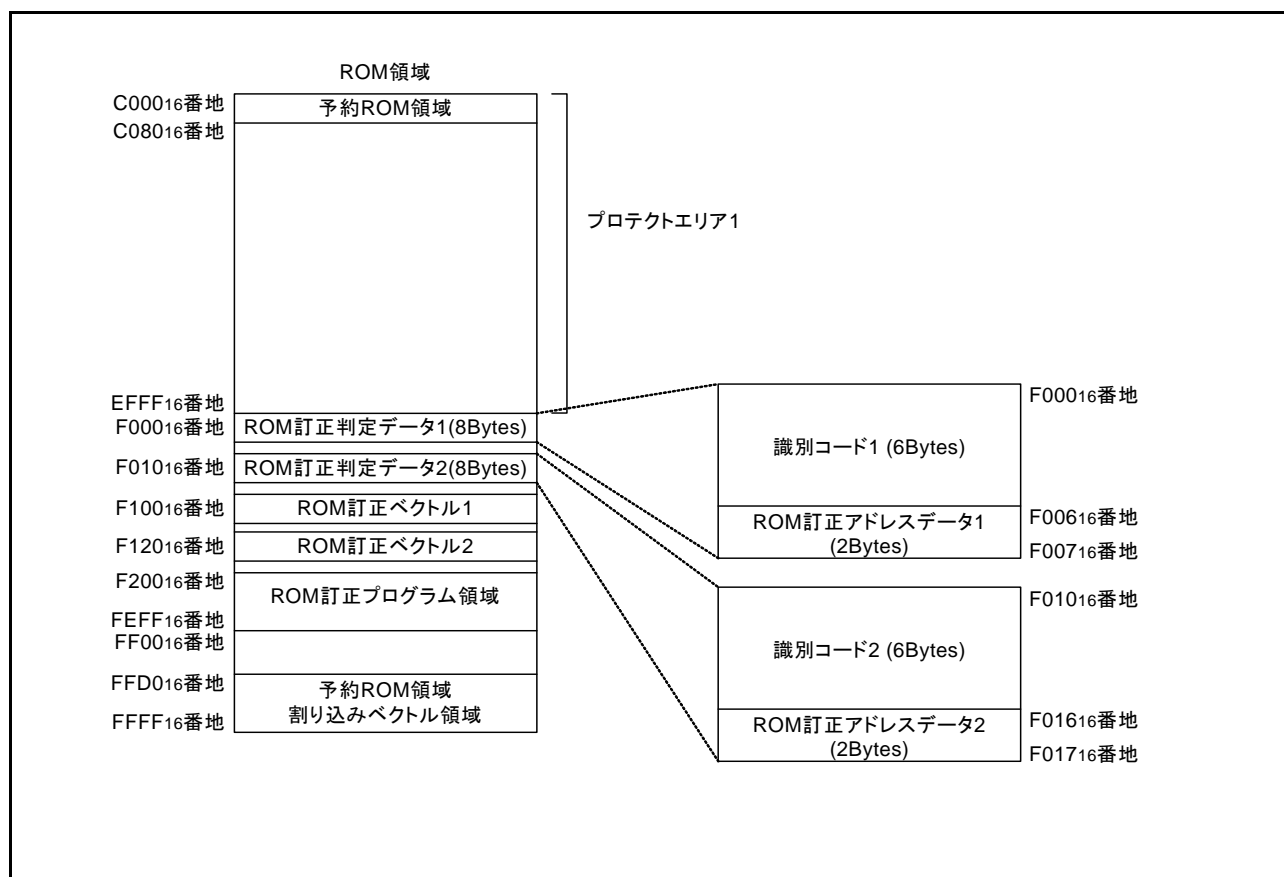 ROM領域
C00016番地
予約ROM領域
C08016番地
プロテクトエリア1
EFFF16番地
F00016番地
ROM訂正判定データ1(8Bytes)
F01016番地
ROM訂正判定データ2(8Bytes)
F10016番地
ROM訂正ベクトル1
F12016番地
ROM訂正ベクトル2
F20016番地
ROM訂正プログラム領域
FEFF16番地
FF0016番地
FFD016番地
予約ROM領域
割り込みベクトル領域
FFFF16番地
F00016番地
識別コード1 (6Bytes)
ROM訂正アドレスデータ1
(2Bytes)
F00616番地
F00716番地
F01016番地
識別コード2 (6Bytes)
ROM訂正アドレスデータ2
(2Bytes)
F01616番地
F01716番地